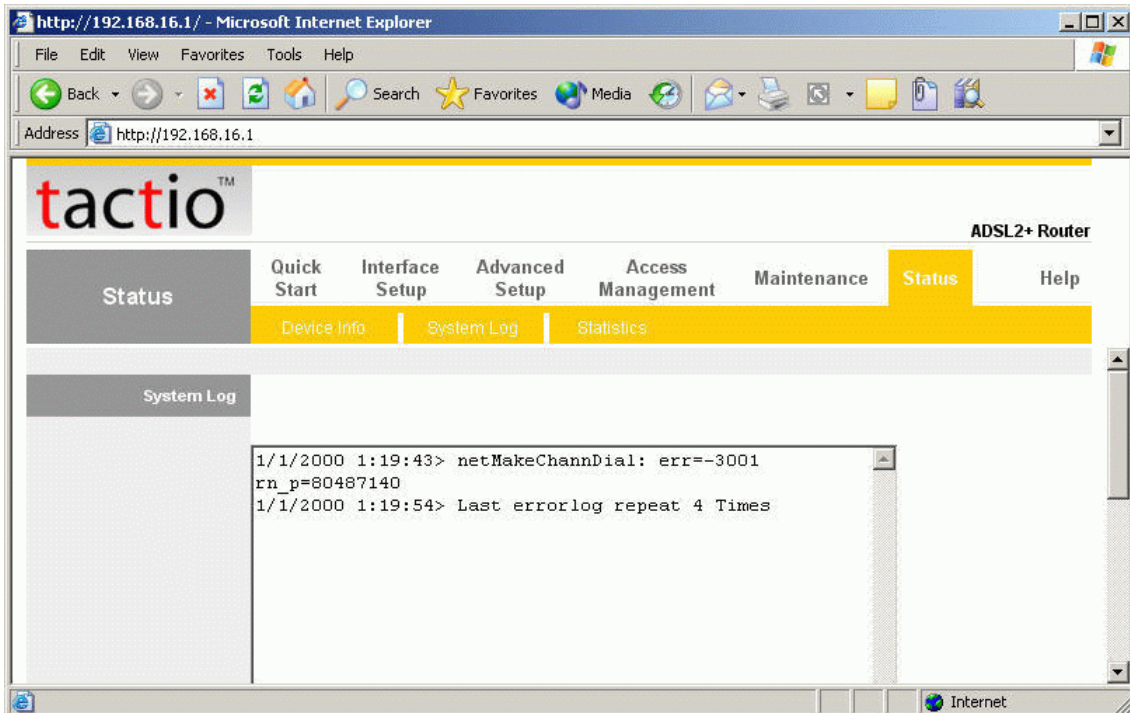 http://192.168.16.1/ - Microsoft Internet Explorer
File Edit View Favorites Tools Help
Back Search Favorites Media
Address http://192.168.16.1
tactio™
ADSL2+ Router
Status
Quick Start
Interface Setup
Advanced Setup
Access Management
Maintenance
Status
Help
Device Info
System Log
Statistics
System Log
1/1/2000 1:19:43> netMakeChannDial: err=-3001
rn_p=80487140
1/1/2000 1:19:54> Last errorlog repeat 4 Times
Internet